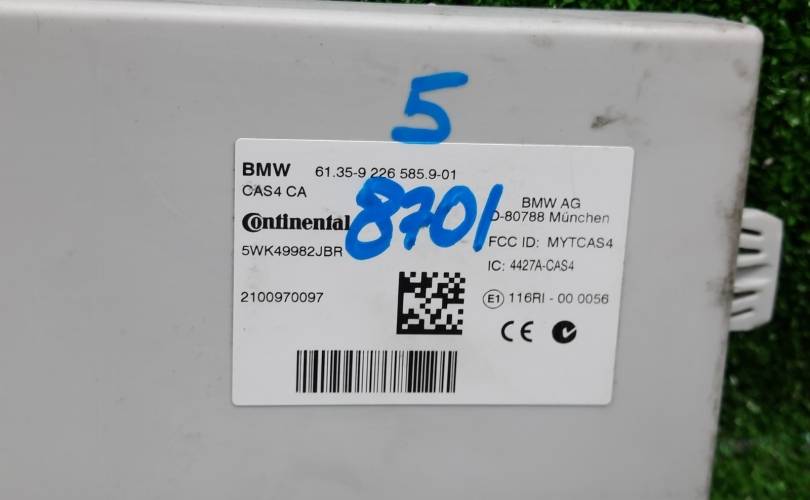 5
BMW 61.35-9 226 585.9-01
CAS4 CA
BMW AG
D-80788 München
Continental
8701
FCC ID: MYTCAS4
5WK49982JBR
IC: 4427A-CAS4
2100970097
E1 116RI - 00 0056
CE